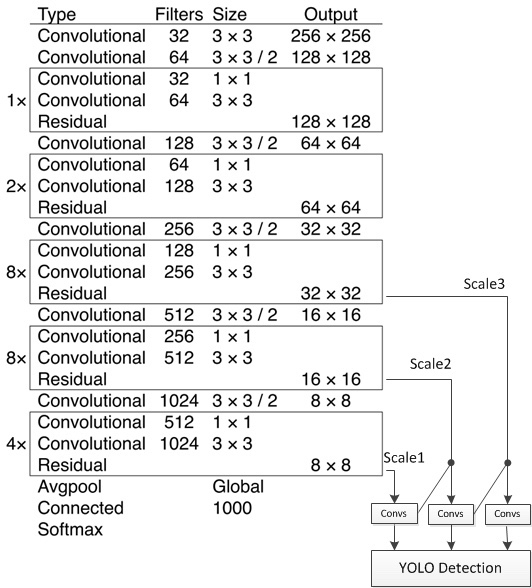 Type Filters Size Output
Convolutional 32 3 × 3 256 × 256
Convolutional 64 3 × 3 / 2 128 × 128
Convolutional 32 1 × 1
1× Convolutional 64 3 × 3
Residual 128 × 128
Convolutional 128 3 × 3 / 2 64 × 64
Convolutional 64 1 × 1
2× Convolutional 128 3 × 3
Residual 64 × 64
Convolutional 256 3 × 3 / 2 32 × 32
Convolutional 128 1 × 1
8× Convolutional 256 3 × 3
Residual 32 × 32
Scale3
Convolutional 512 3 × 3 / 2 16 × 16
Convolutional 256 1 × 1
8× Convolutional 512 3 × 3
Scale2
Residual 16 × 16
Convolutional 1024 3 × 3 / 2 8 × 8
Convolutional 512 1 × 1
4× Convolutional 1024 3 × 3
Residual 8 × 8
Scale1
Avgpool Global
Connected 1000
Softmax
Convs Convs Convs
YOLO Detection